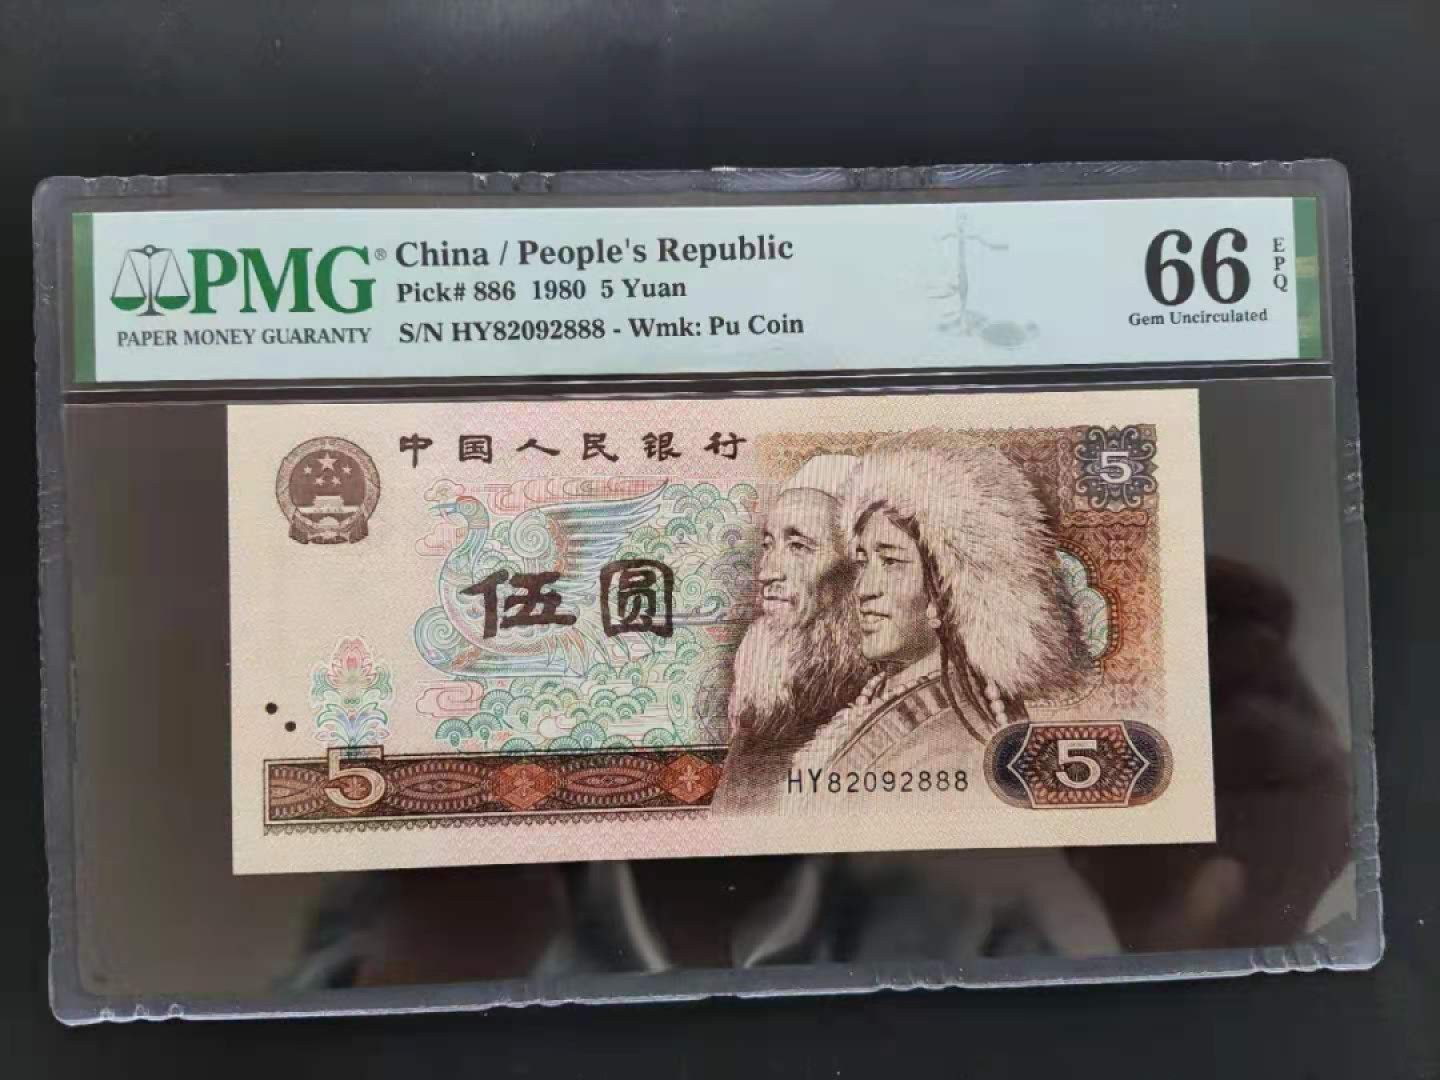 PMG® China / People's Republic
Pick# 886 1980 5 Yuan
PAPER MONEY GUARANTY
S/N HY82092888 - Wmk: Pu Coin
66 EPQ
Gem Uncirculated
中国人民银行
5
伍圆
5
HY82092888
5